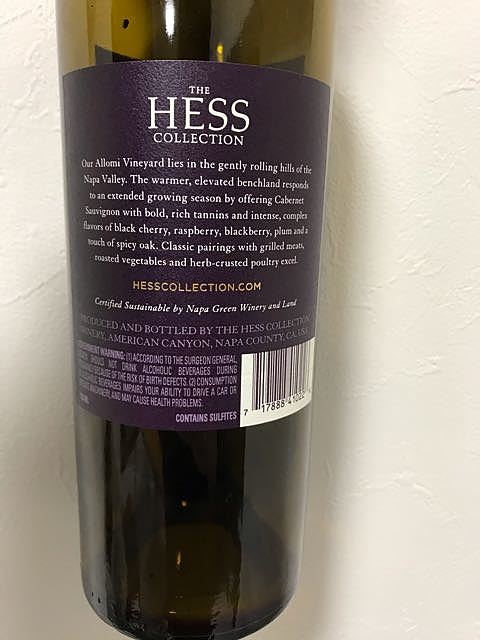 THE
HESS
COLLECTION
Our Allomi Vineyard lies in the gently rolling hills of the
Napa Valley. The warmer, elevated benchland responds
to an extended growing season by offering Cabernet
Sauvignon with bold, rich tannins and intense, complex
flavors of black cherry, raspberry, blackberry, plum and a
touch of spicy oak. Classic pairings with grilled meats,
roasted vegetables and herb-crusted poultry excel.
HESSCOLLECTION.COM
Certified Sustainable by Napa Green Winery and Land
PRODUCED AND BOTTLED BY THE HESS COLLECTION
WINERY, AMERICAN CANYON, NAPA COUNTY, CA, USA
GOVERNMENT WARNING: (1) ACCORDING TO THE SURGEON GENERAL,
SHOULD NOT DRINK ALCOHOLIC BEVERAGES DURING
BECAUSE OF THE RISK OF BIRTH DEFECTS. (2) CONSUMPTION
BEVERAGES IMPAIRS YOUR ABILITY TO DRIVE A CAR OR
MACHINERY, AND MAY CAUSE HEALTH PROBLEMS.
CONTAINS SULFITES
7 17888 41022